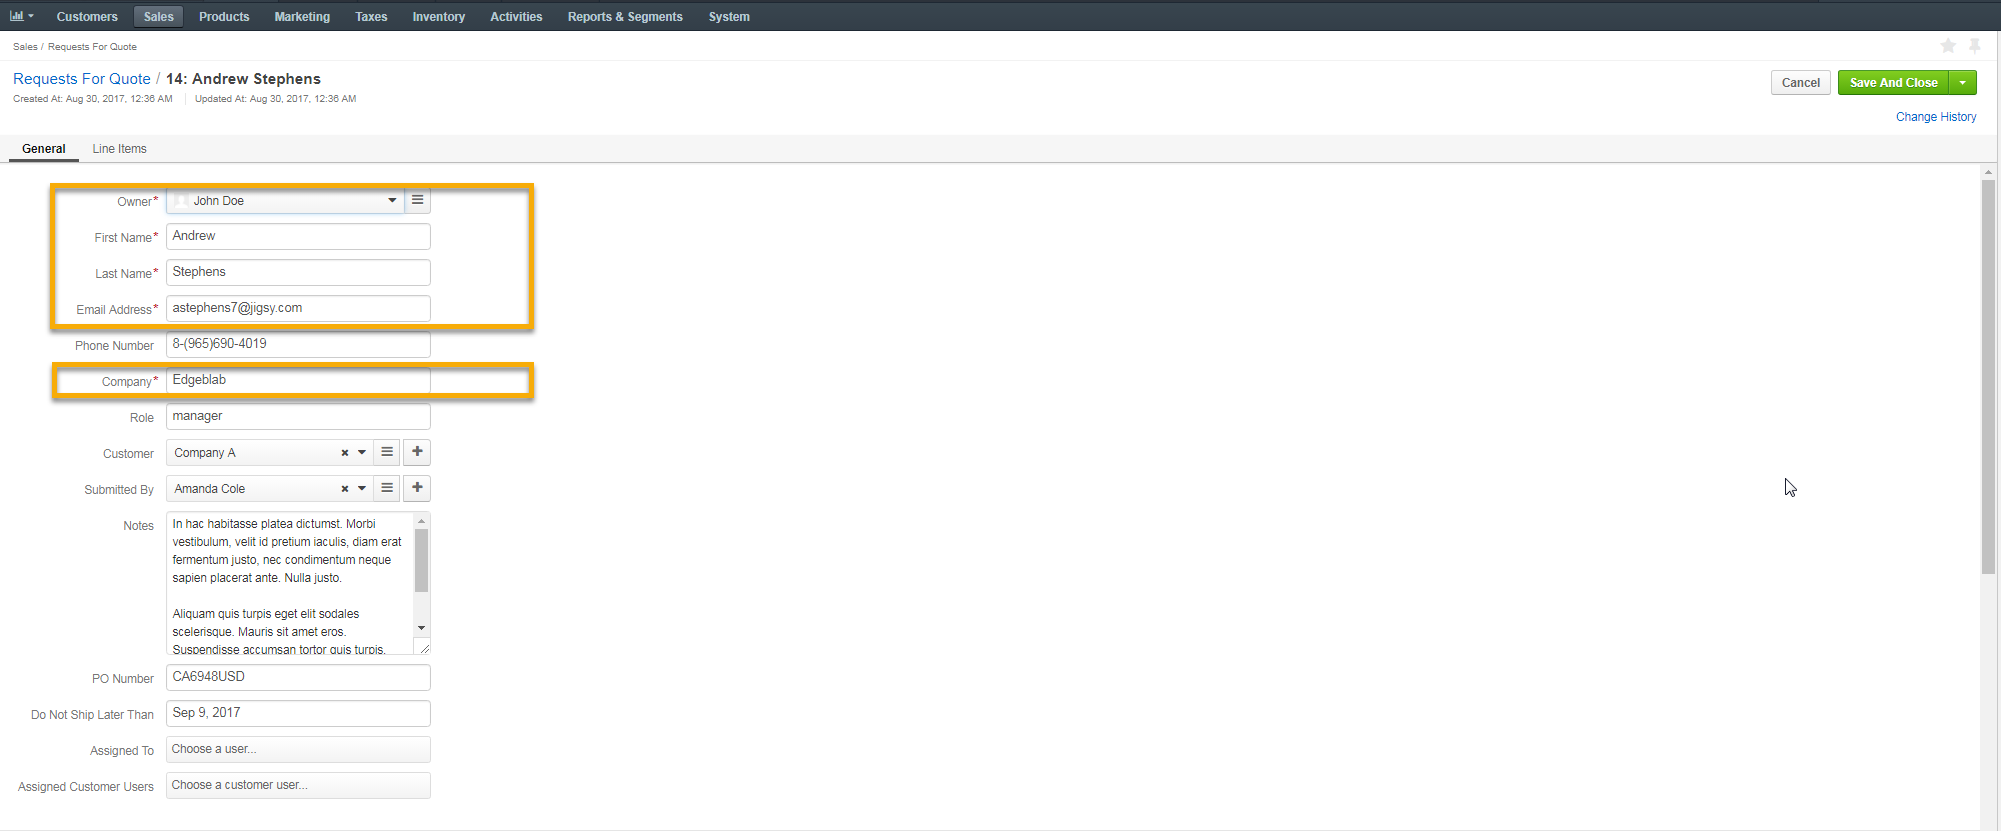 Customers Sales Products Marketing Taxes Inventory Activities Reports & Segments System
Sales / Requests For Quote
Requests For Quote / 14: Andrew Stephens
Cancel Save And Close
Created At: Aug 30, 2017, 12:36 AM Updated At: Aug 30, 2017, 12:36 AM
Change History
General Line Items
Owner* John Doe
First Name* Andrew
Last Name* Stephens
Email Address* astephens7@jigsy.com
Phone Number 8-(965)690-4019
Company* Edgeblab
Role manager
Customer Company A
Submitted By Amanda Cole
Notes In hac habitasse platea dictumst. Morbi
vestibulum, velit id pretium iaculis, diam erat
fermentum justo, nec condimentum neque
sapien placerat ante. Nulla justo.
Aliquam quis turpis eget elit sodales
scelerisque. Mauris sit amet eros.
Suspendisse accumsan tortor quis turpis.
PO Number CA6948USD
Do Not Ship Later Than Sep 9, 2017
Assigned To Choose a user...
Assigned Customer Users Choose a customer user...